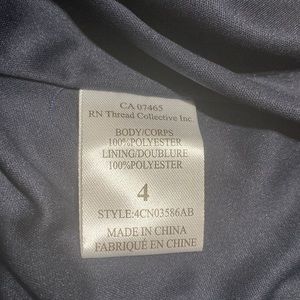 CA 07465
RN Thread Collective Inc.
BODY/CORPS
100%POLYESTER
LINING/DOUBLURE
100%POLYESTER
4
STYLE:4CN03586AB
MADE IN CHINA
FABRIQUÉ EN CHINE